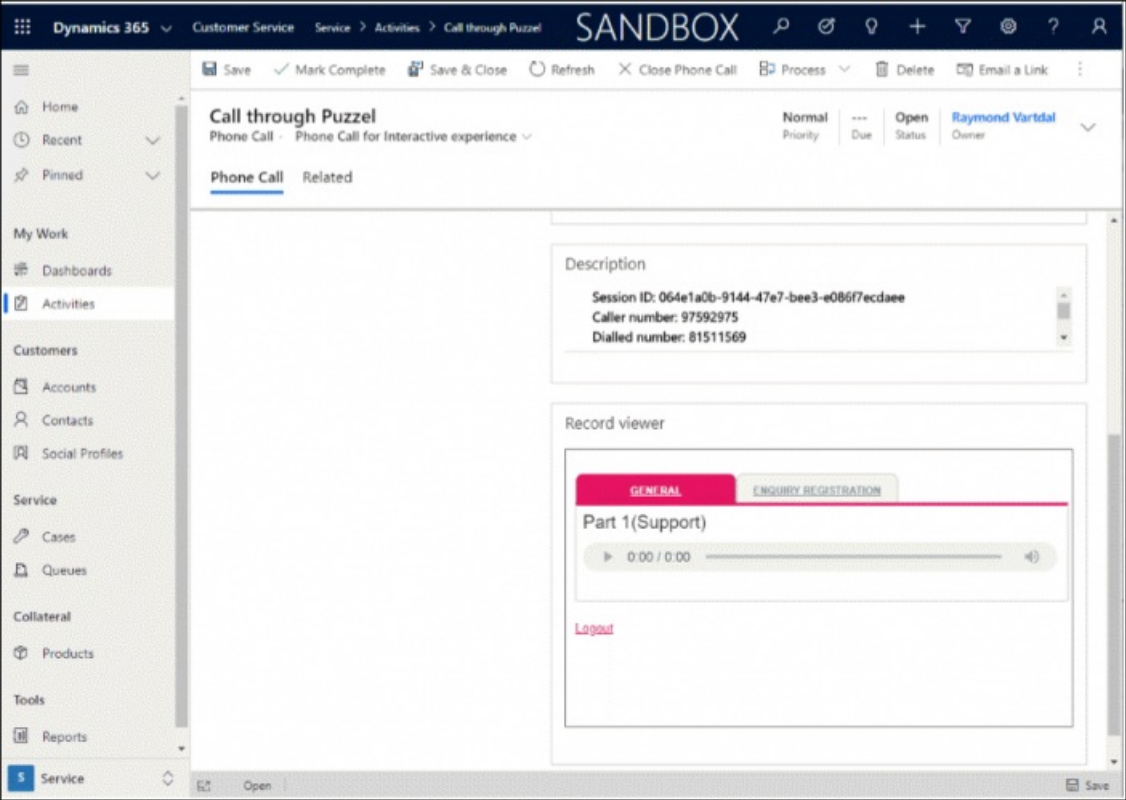 Dynamics 365 Customer Service Service > Activities > Call through Puzzel SANDBOX ?
Save Mark Complete Save & Close Refresh Close Phone Call Process Delete Email a Link
Home
Recent
Pinned
My Work
Dashboards
Activities
Customers
Accounts
Contacts
Social Profiles
Service
Cases
Queues
Collateral
Products
Tools
Reports
S Service
Call through Puzzel
Phone Call · Phone Call for Interactive experience
Normal --- Open Raymond Vartdal
Priority Due Status Owner
Phone Call Related
Description
Session ID: 064e1a0b-9144-47e7-bee3-e086f7ecdaee
Caller number: 97592975
Dialled number: 81511569
Record viewer
GENERAL ENQUIRY REGISTRATION
Part 1(Support)
0:00 / 0:00
Logout
Open Save